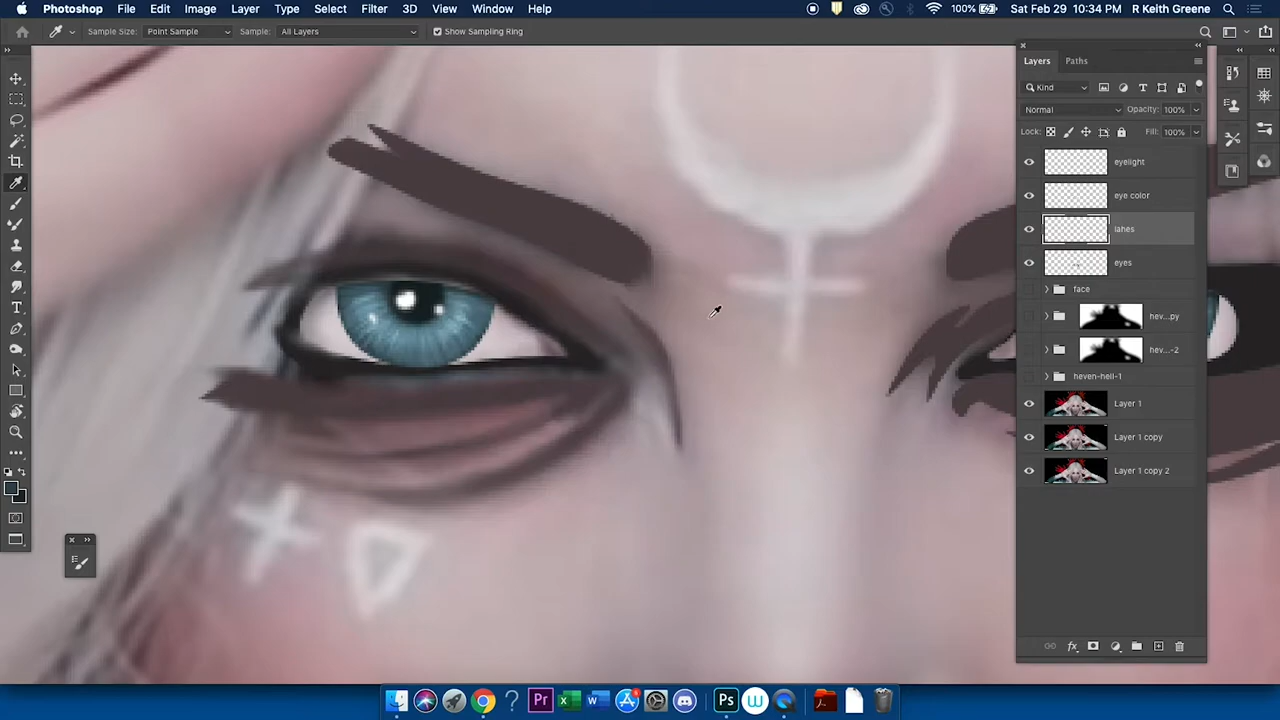 Photoshop File Edit Image Layer Type Select Filter 3D View Window Help 100% Sat Feb 29 10:34 PM R Keith Greene
Sample Size: Point Sample Sample: All Layers Show Sampling Ring
Layers Paths
Kind
Normal Opacity: 100%
Lock: Fill: 100%
eyelight
eye color
lahes
eyes
face
hev...py
hev...-2
heven-hell-1
Layer 1
Layer 1 copy
Layer 1 copy 2
T
Pr W Ps W